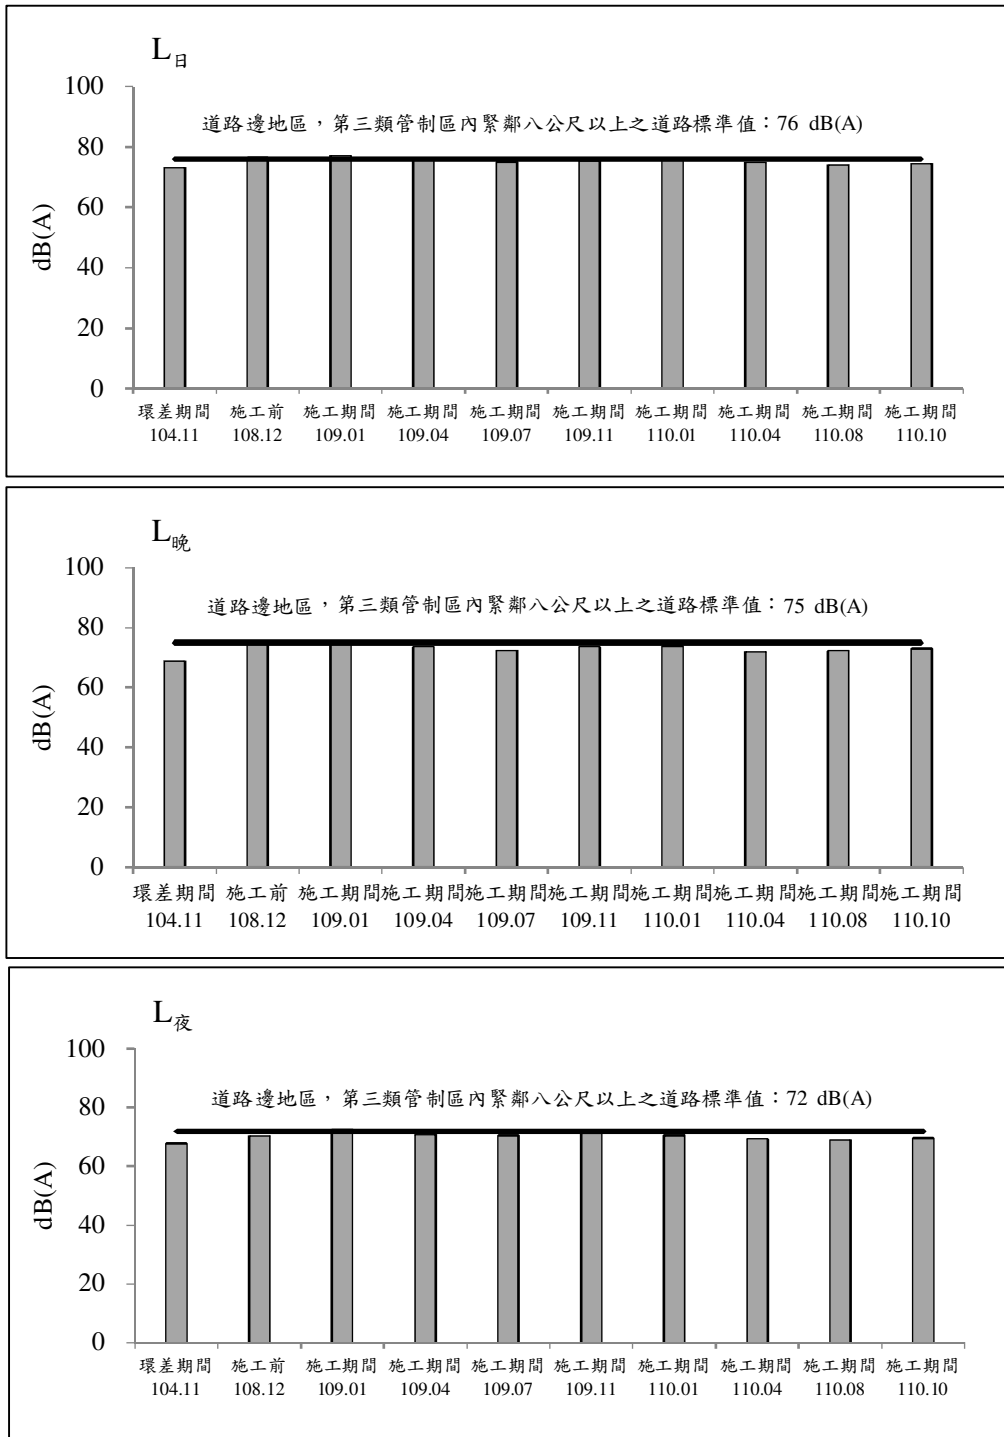 L日
100
道路邊地區，第三類管制區內緊鄰八公尺以上之道路標準值：76 dB(A)
80
60
dB(A)
40
20
0
環差期間 施工前 施工期間 施工期間 施工期間 施工期間 施工期間 施工期間 施工期間 施工期間
104.11 108.12 109.01 109.04 109.07 109.11 110.01 110.04 110.08 110.10
L晚
100
道路邊地區，第三類管制區內緊鄰八公尺以上之道路標準值：75 dB(A)
80
60
dB(A)
40
20
0
環差期間 施工前 施工期間 施工期間 施工期間 施工期間 施工期間 施工期間 施工期間 施工期間
104.11 108.12 109.01 109.04 109.07 109.11 110.01 110.04 110.08 110.10
L夜
100
道路邊地區，第三類管制區內緊鄰八公尺以上之道路標準值：72 dB(A)
80
60
dB(A)
40
20
0
環差期間 施工前 施工期間 施工期間 施工期間 施工期間 施工期間 施工期間 施工期間 施工期間
104.11 108.12 109.01 109.04 109.07 109.11 110.01 110.04 110.08 110.10